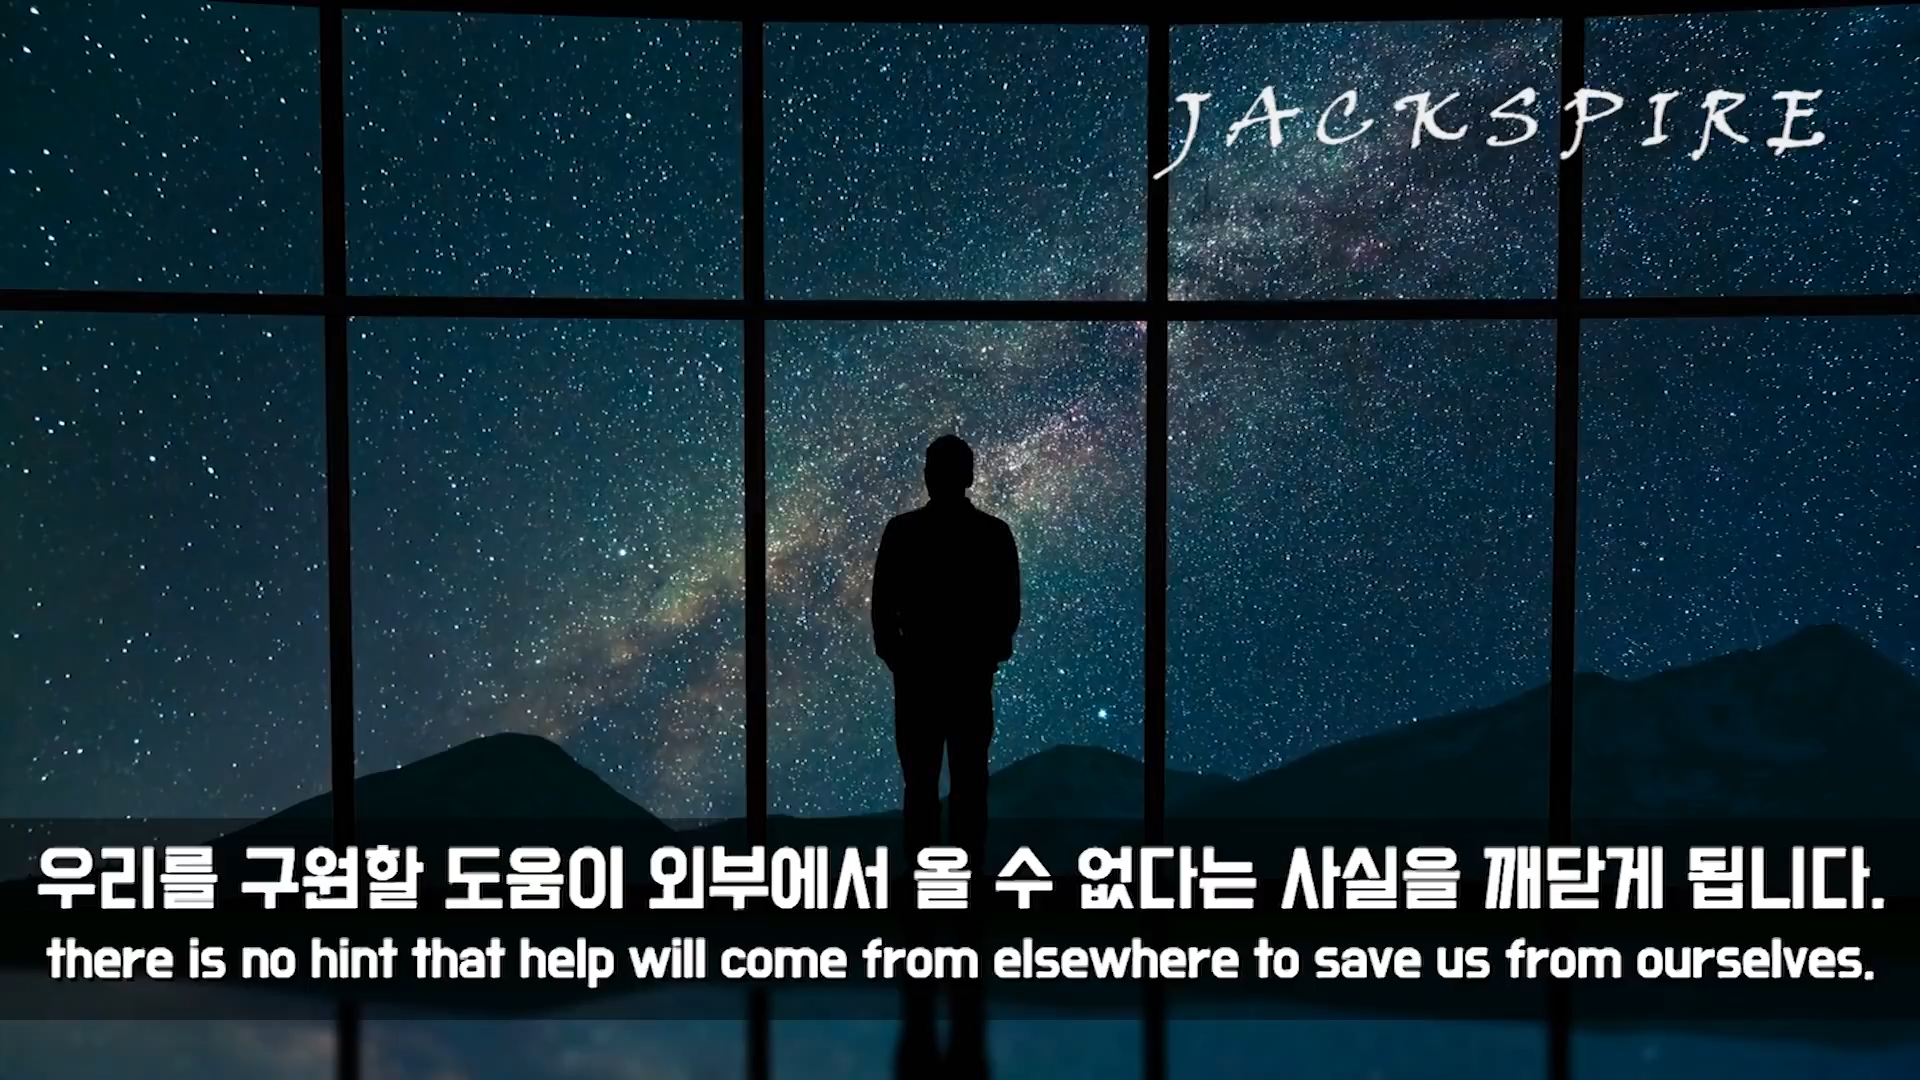 JACKSPIRE
우리를 구원할 도움이 외부에서 올 수 없다는 사실을 깨닫게 됩니다.
there is no hint that help will come from elsewhere to save us from ourselves.